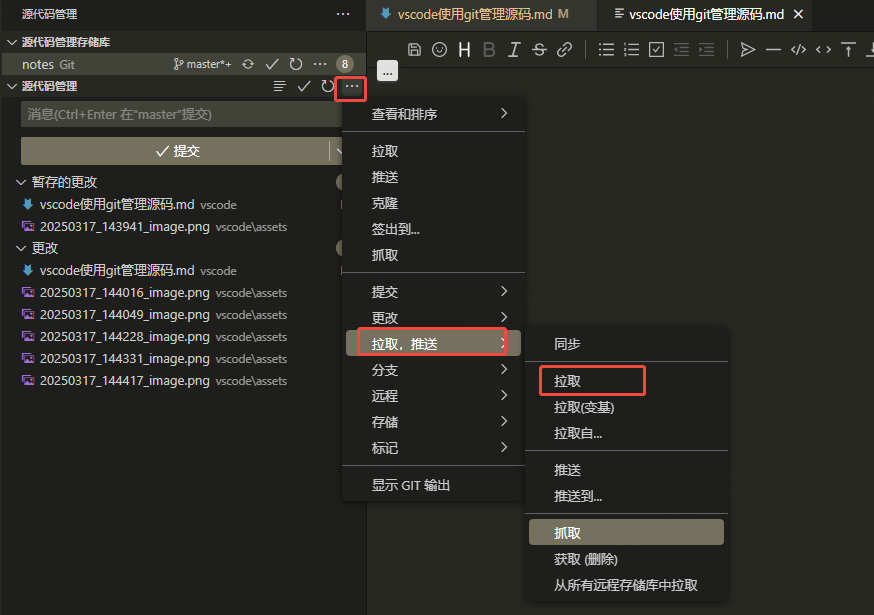 源代码管理
vscode使用git管理源码.md M
vscode使用git管理源码.md
源代码管理存储库
notes Git
master*+
8
源代码管理
消息(Ctrl+Enter 在"master"提交)
提交
暂存的更改
vscode使用git管理源码.md vscode
20250317_143941_image.png vscode\assets
更改
vscode使用git管理源码.md vscode
20250317_144016_image.png vscode\assets
20250317_144049_image.png vscode\assets
20250317_144228_image.png vscode\assets
20250317_144331_image.png vscode\assets
20250317_144417_image.png vscode\assets
...
查看和排序
拉取
推送
克隆
签出到...
抓取
提交
更改
拉取，推送
分支
远程
存储
标记
显示 GIT 输出
同步
拉取
拉取(变基)
拉取自...
推送
推送到...
抓取
获取 (删除)
从所有远程存储库中拉取